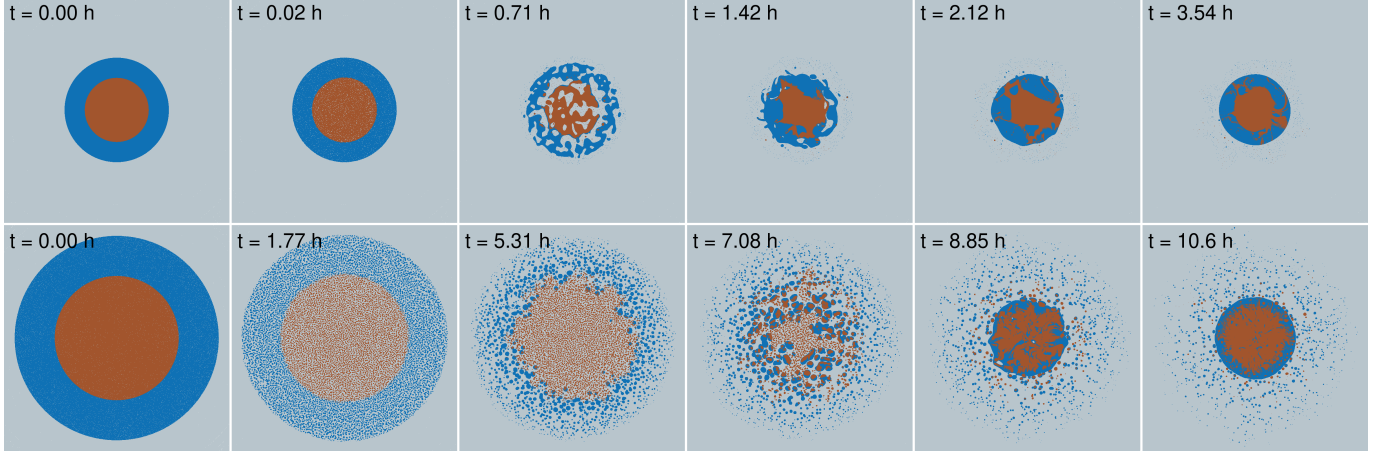 t = 0.00 h
t = 0.02 h
t = 0.71 h
t = 1.42 h
t = 2.12 h
t = 3.54 h
t = 0.00 h
t = 1.77 h
t = 5.31 h
t = 7.08 h
t = 8.85 h
t = 10.6 h